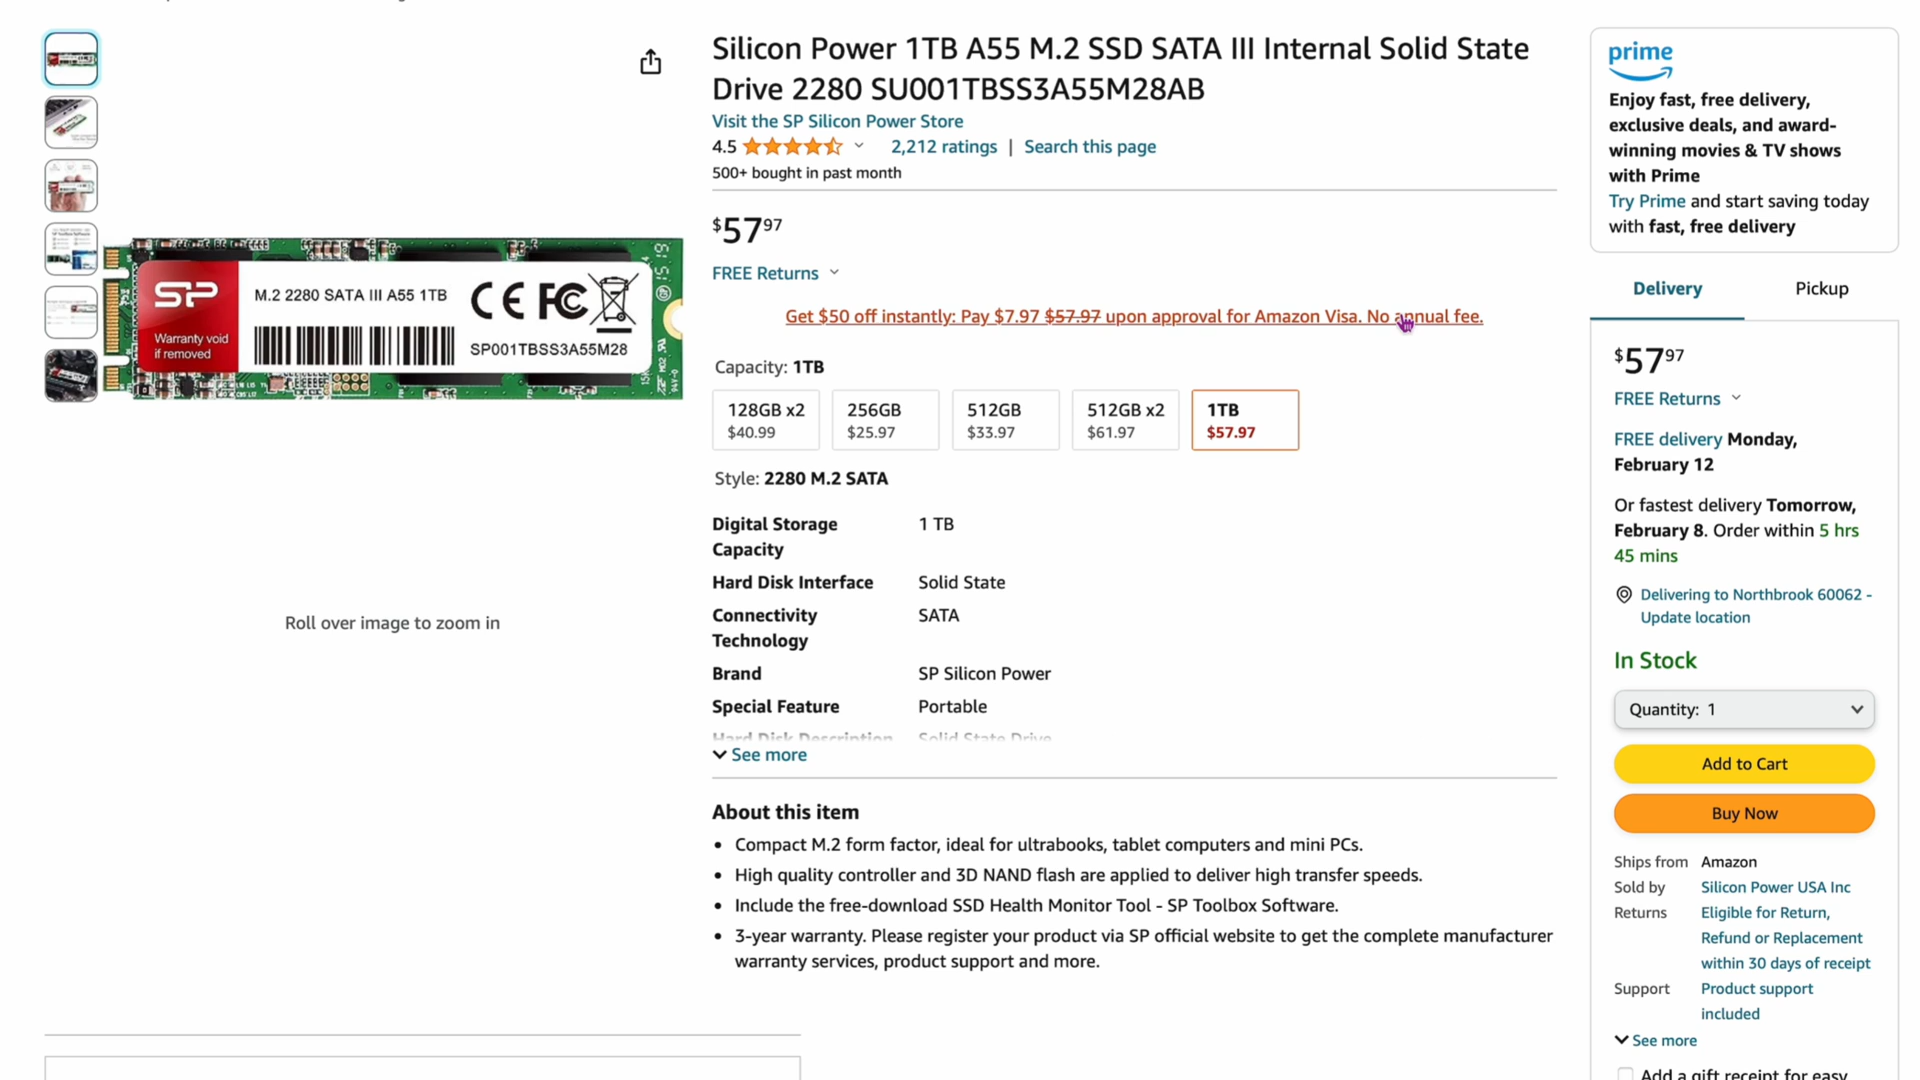 Silicon Power 1TB A55 M.2 SSD SATA III Internal Solid State
Drive 2280 SU001TBSS3A55M28AB
Visit the SP Silicon Power Store
4.5
2,212 ratings | Search this page
500+ bought in past month
$57 97
FREE Returns
Get $50 off instantly: Pay $7.97 $57.97 upon approval for Amazon Visa. No annual fee.
Capacity: 1TB
128GB x2
$40.99
256GB
$25.97
512GB
$33.97
512GB x2
$61.97
1TB
$57.97
Style: 2280 M.2 SATA
Digital Storage
Capacity
1 TB
Hard Disk Interface
Solid State
Connectivity
Technology
SATA
Brand
SP Silicon Power
Special Feature
Portable
Hard Disk Description
Solid State Drive
See more
About this item
• Compact M.2 form factor, ideal for ultrabooks, tablet computers and mini PCs.
• High quality controller and 3D NAND flash are applied to deliver high transfer speeds.
• Include the free-download SSD Health Monitor Tool - SP Toolbox Software.
• 3-year warranty. Please register your product via SP official website to get the complete manufacturer
warranty services, product support and more.
SP
Warranty void
if removed
M.2 2280 SATA III A55 1TB
CE FC
SP001TBSS3A55M28
Roll over image to zoom in
prime
Enjoy fast, free delivery,
exclusive deals, and award-
winning movies & TV shows
with Prime
Try Prime and start saving today
with fast, free delivery
Delivery
Pickup
$57 97
FREE Returns
FREE delivery Monday,
February 12
Or fastest delivery Tomorrow,
February 8. Order within 5 hrs
45 mins
Delivering to Northbrook 60062 -
Update location
In Stock
Quantity: 1
Add to Cart
Buy Now
Ships from Amazon
Sold by Silicon Power USA Inc
Returns Eligible for Return,
Refund or Replacement
within 30 days of receipt
Support Product support
included
See more
Add a gift receipt for easy